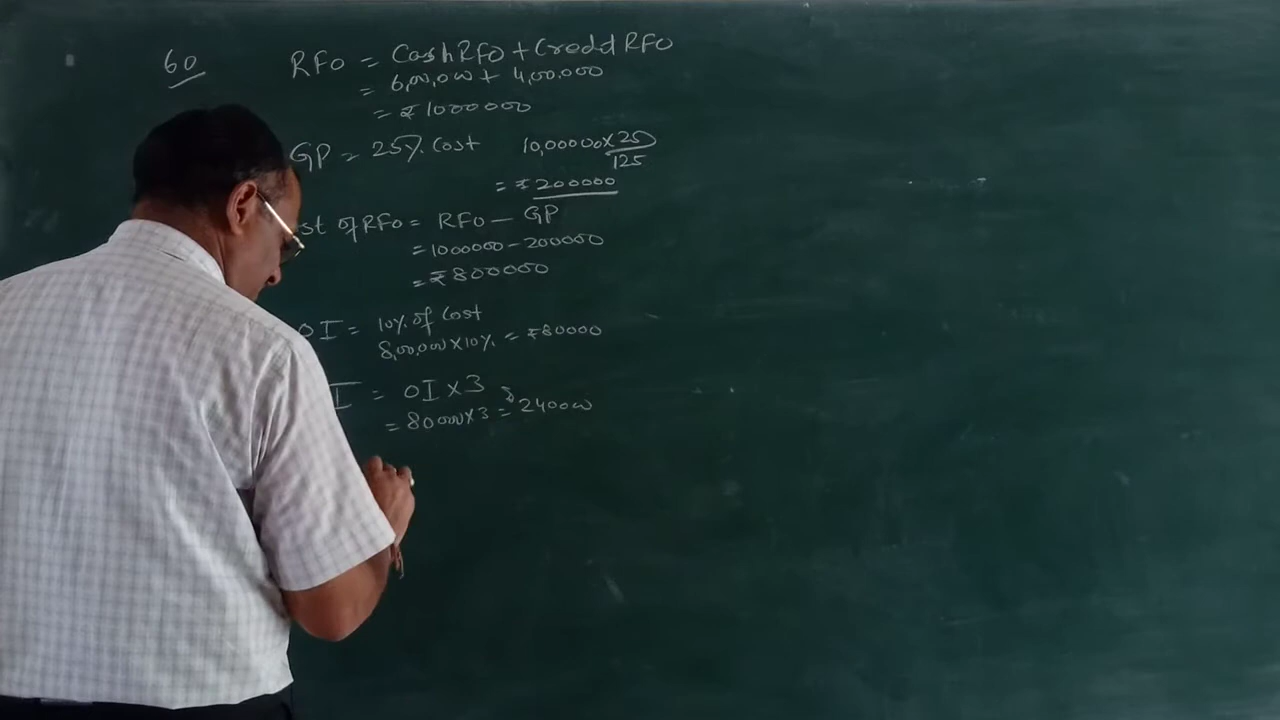 60
RFO = Cash RFO + Credit RFO
= 6,00,000 + 4,00,000
= ₹1000000
GP = 25% Cost 10,00000 × 25/125
= ₹200000
st of RFO = RFO - GP
= 1000000 - 200000
= ₹800000
OI = 10% of Cost
8,00,000 × 10% = ₹80000
I = OI × 3
= 80000 × 3 = 240000